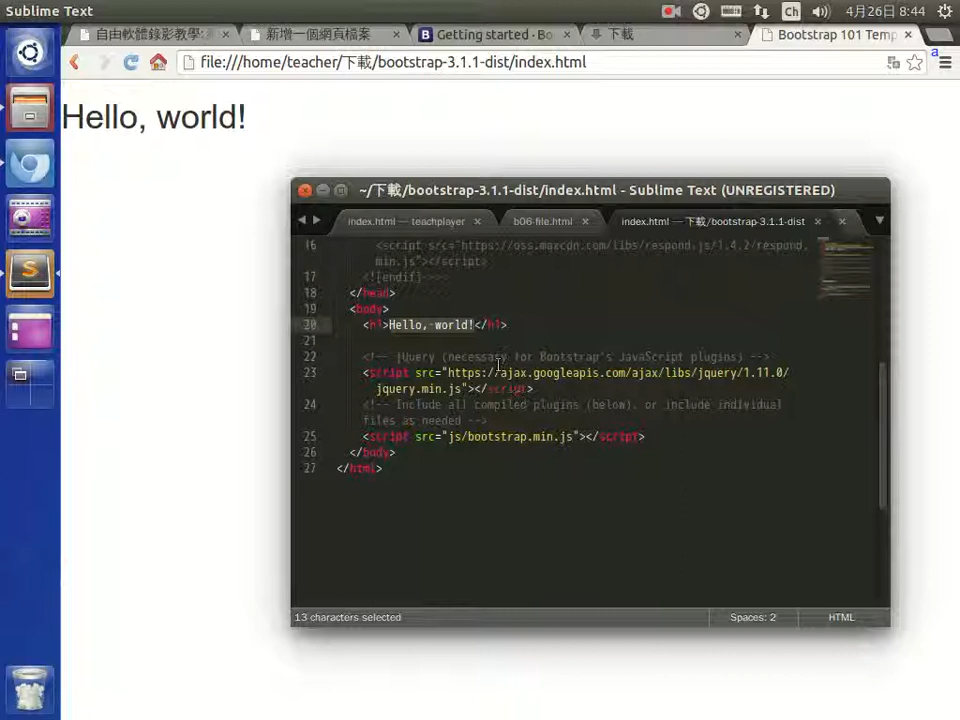 Sublime Text
Ch
4月26日 8:44
自由軟體錄影教學:
新增一個網頁檔案
Getting started · Bo
下載
Bootstrap 101 Temp
file:///home/teacher/下載/bootstrap-3.1.1-dist/index.html
a
Hello, world!
~/下載/bootstrap-3.1.1-dist/index.html - Sublime Text (UNREGISTERED)
index.html — teachplayer
b06-file.html
index.html — 下載/bootstrap-3.1.1-dist
16 <script src="https://oss.maxcdn.com/libs/respond.js/1.4.2/respond.
min.js"></script>
17 <![endif]-->
18 </head>
19 <body>
20 <h1>Hello, world!</h1>
21
22 <!-- jQuery (necessary for Bootstrap's JavaScript plugins) -->
23 <script src="https://ajax.googleapis.com/ajax/libs/jquery/1.11.0/
jquery.min.js"></script>
24 <!-- Include all compiled plugins (below), or include individual
files as needed -->
25 <script src="js/bootstrap.min.js"></script>
26 </body>
27 </html>
13 characters selected
Spaces: 2
HTML